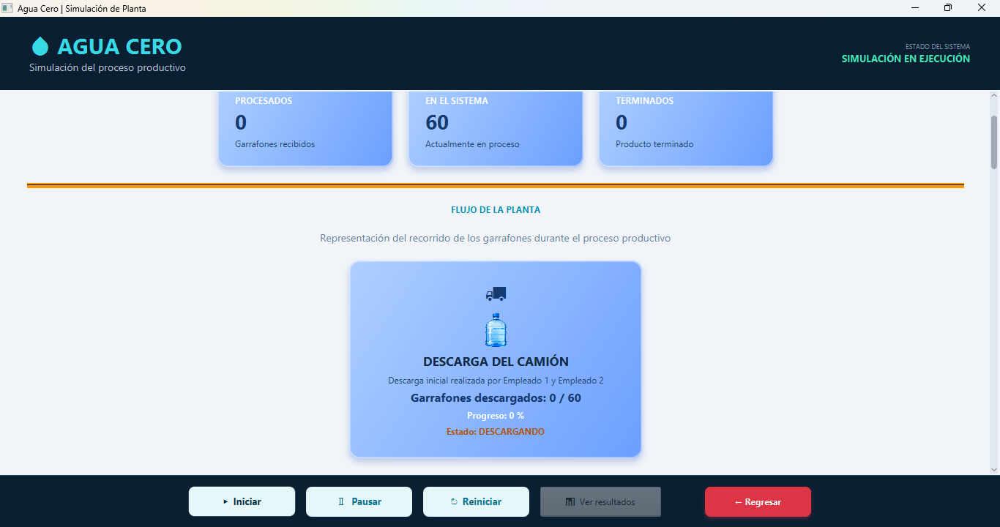 Agua Cero | Simulación de Planta
AGUA CERO
Simulación del proceso productivo
ESTADO DEL SISTEMA
SIMULACIÓN EN EJECUCIÓN
PROCESADOS
0
Garrafones recibidos
EN EL SISTEMA
60
Actualmente en proceso
TERMINADOS
0
Producto terminado
FLUJO DE LA PLANTA
Representación del recorrido de los garrafones durante el proceso productivo
DESCARGA DEL CAMIÓN
Descarga inicial realizada por Empleado 1 y Empleado 2
Garrafones descargados: 0 / 60
Progreso: 0 %
Estado: DESCARGANDO
Iniciar
Pausar
Reiniciar
Ver resultados
← Regresar